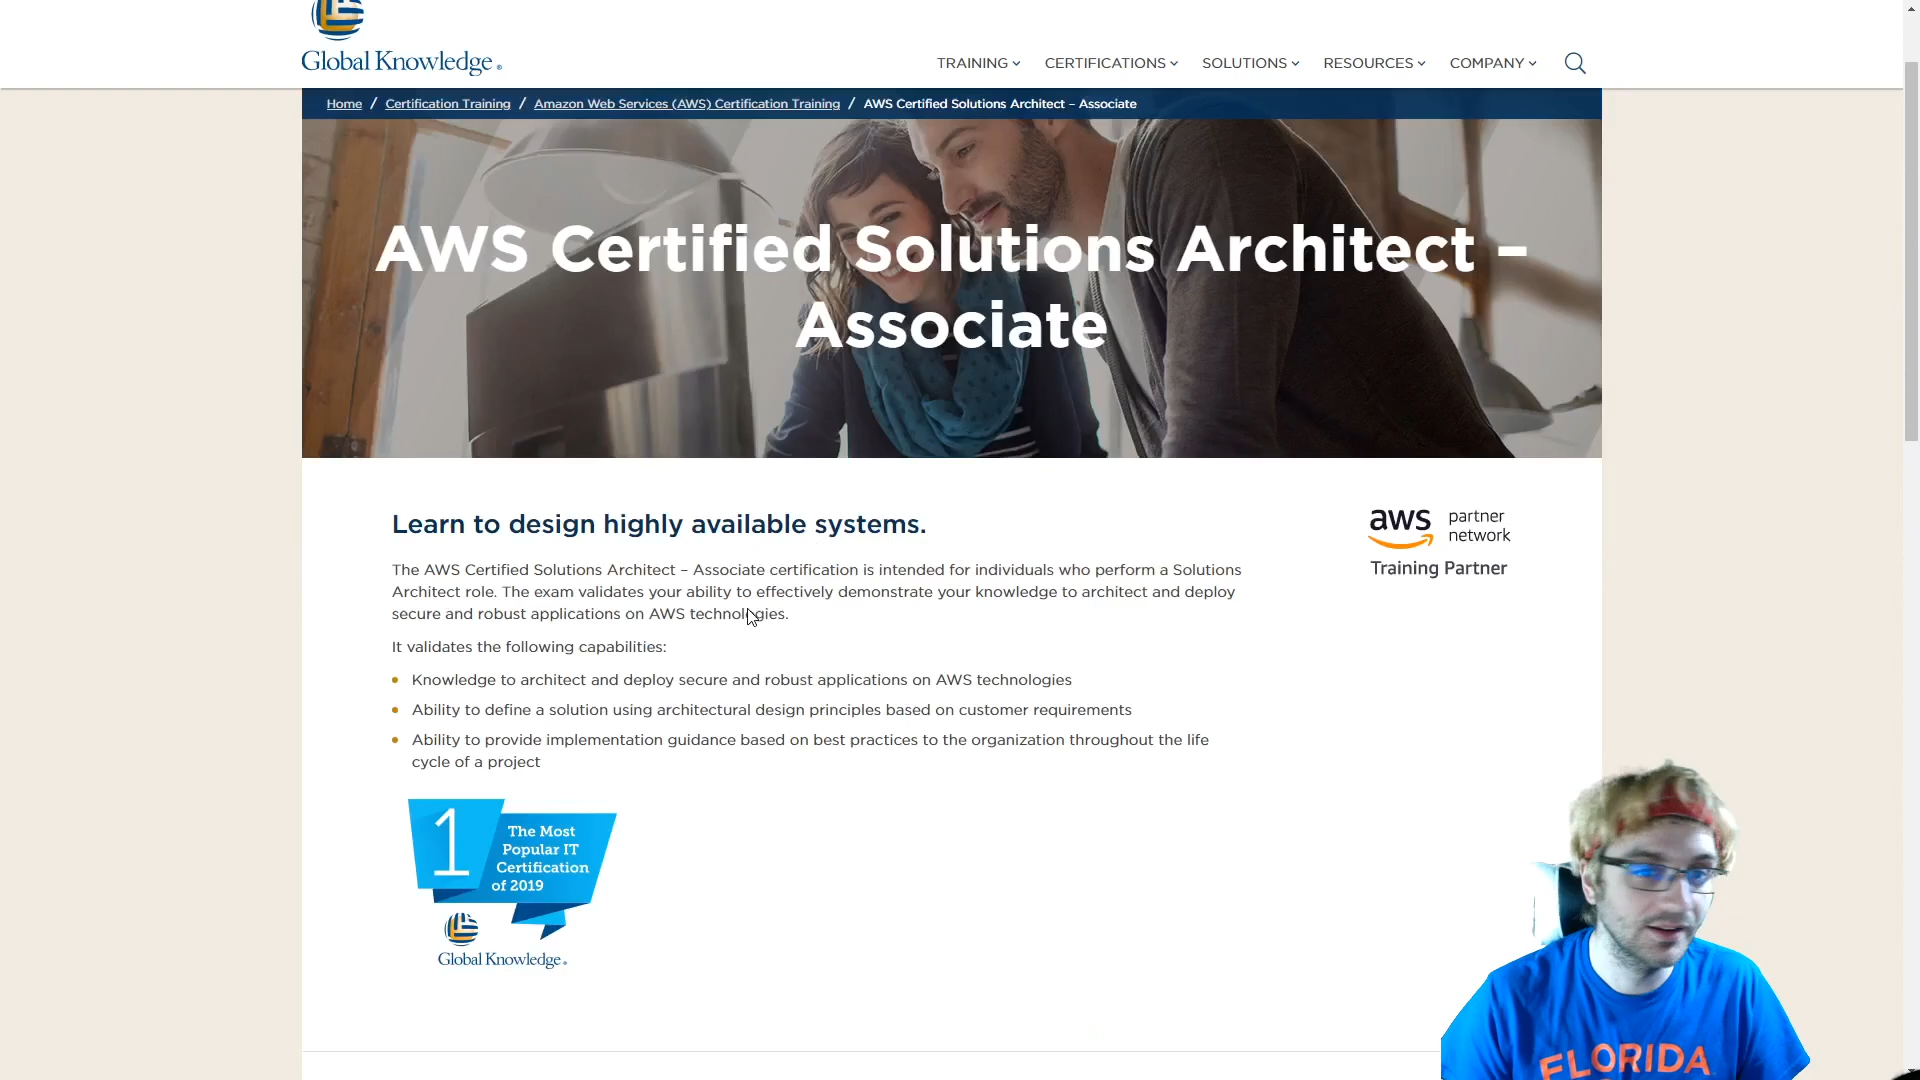 Global Knowledge®
TRAINING
CERTIFICATIONS
SOLUTIONS
RESOURCES
COMPANY
Home / Certification Training / Amazon Web Services (AWS) Certification Training / AWS Certified Solutions Architect – Associate
AWS Certified Solutions Architect –
Associate
Learn to design highly available systems.
The AWS Certified Solutions Architect – Associate certification is intended for individuals who perform a Solutions
Architect role. The exam validates your ability to effectively demonstrate your knowledge to architect and deploy
secure and robust applications on AWS technologies.
It validates the following capabilities:
Knowledge to architect and deploy secure and robust applications on AWS technologies
Ability to define a solution using architectural design principles based on customer requirements
Ability to provide implementation guidance based on best practices to the organization throughout the life
cycle of a project
aws partner
network
Training Partner
1
The Most
Popular IT
Certification
of 2019
Global Knowledge®
FLORIDA